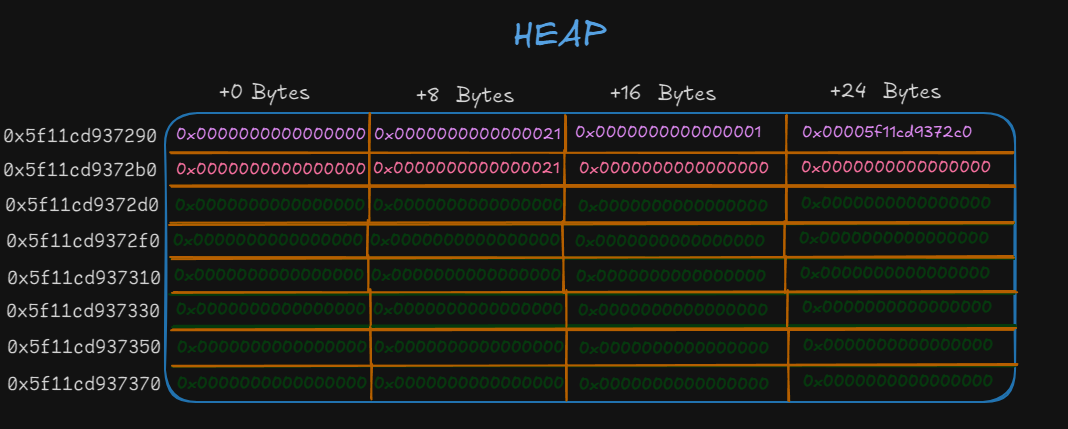 HEAP
+0 Bytes +8 Bytes +16 Bytes +24 Bytes
0x5f11cd937290 0x0000000000000000 0x0000000000000021 0x0000000000000001 0x00005f11cd9372c0
0x5f11cd9372b0 0x0000000000000000 0x0000000000000021 0x0000000000000000 0x0000000000000000
0x5f11cd9372d0 0x0000000000000000 0x0000000000000000 0x0000000000000000 0x0000000000000000
0x5f11cd9372f0 0x0000000000000000 0x0000000000000000 0x0000000000000000 0x0000000000000000
0x5f11cd937310 0x0000000000000000 0x0000000000000000 0x0000000000000000 0x0000000000000000
0x5f11cd937330 0x0000000000000000 0x0000000000000000 0x0000000000000000 0x0000000000000000
0x5f11cd937350 0x0000000000000000 0x0000000000000000 0x0000000000000000 0x0000000000000000
0x5f11cd937370 0x0000000000000000 0x0000000000000000 0x0000000000000000 0x0000000000000000